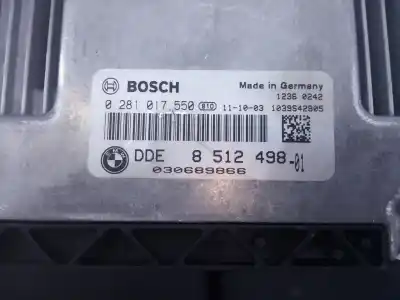 BOSCH
Made in Germany
1236 0242
0 281 017 550 11-10-03 1039S42905
DDE 8 512 498-01
030689866